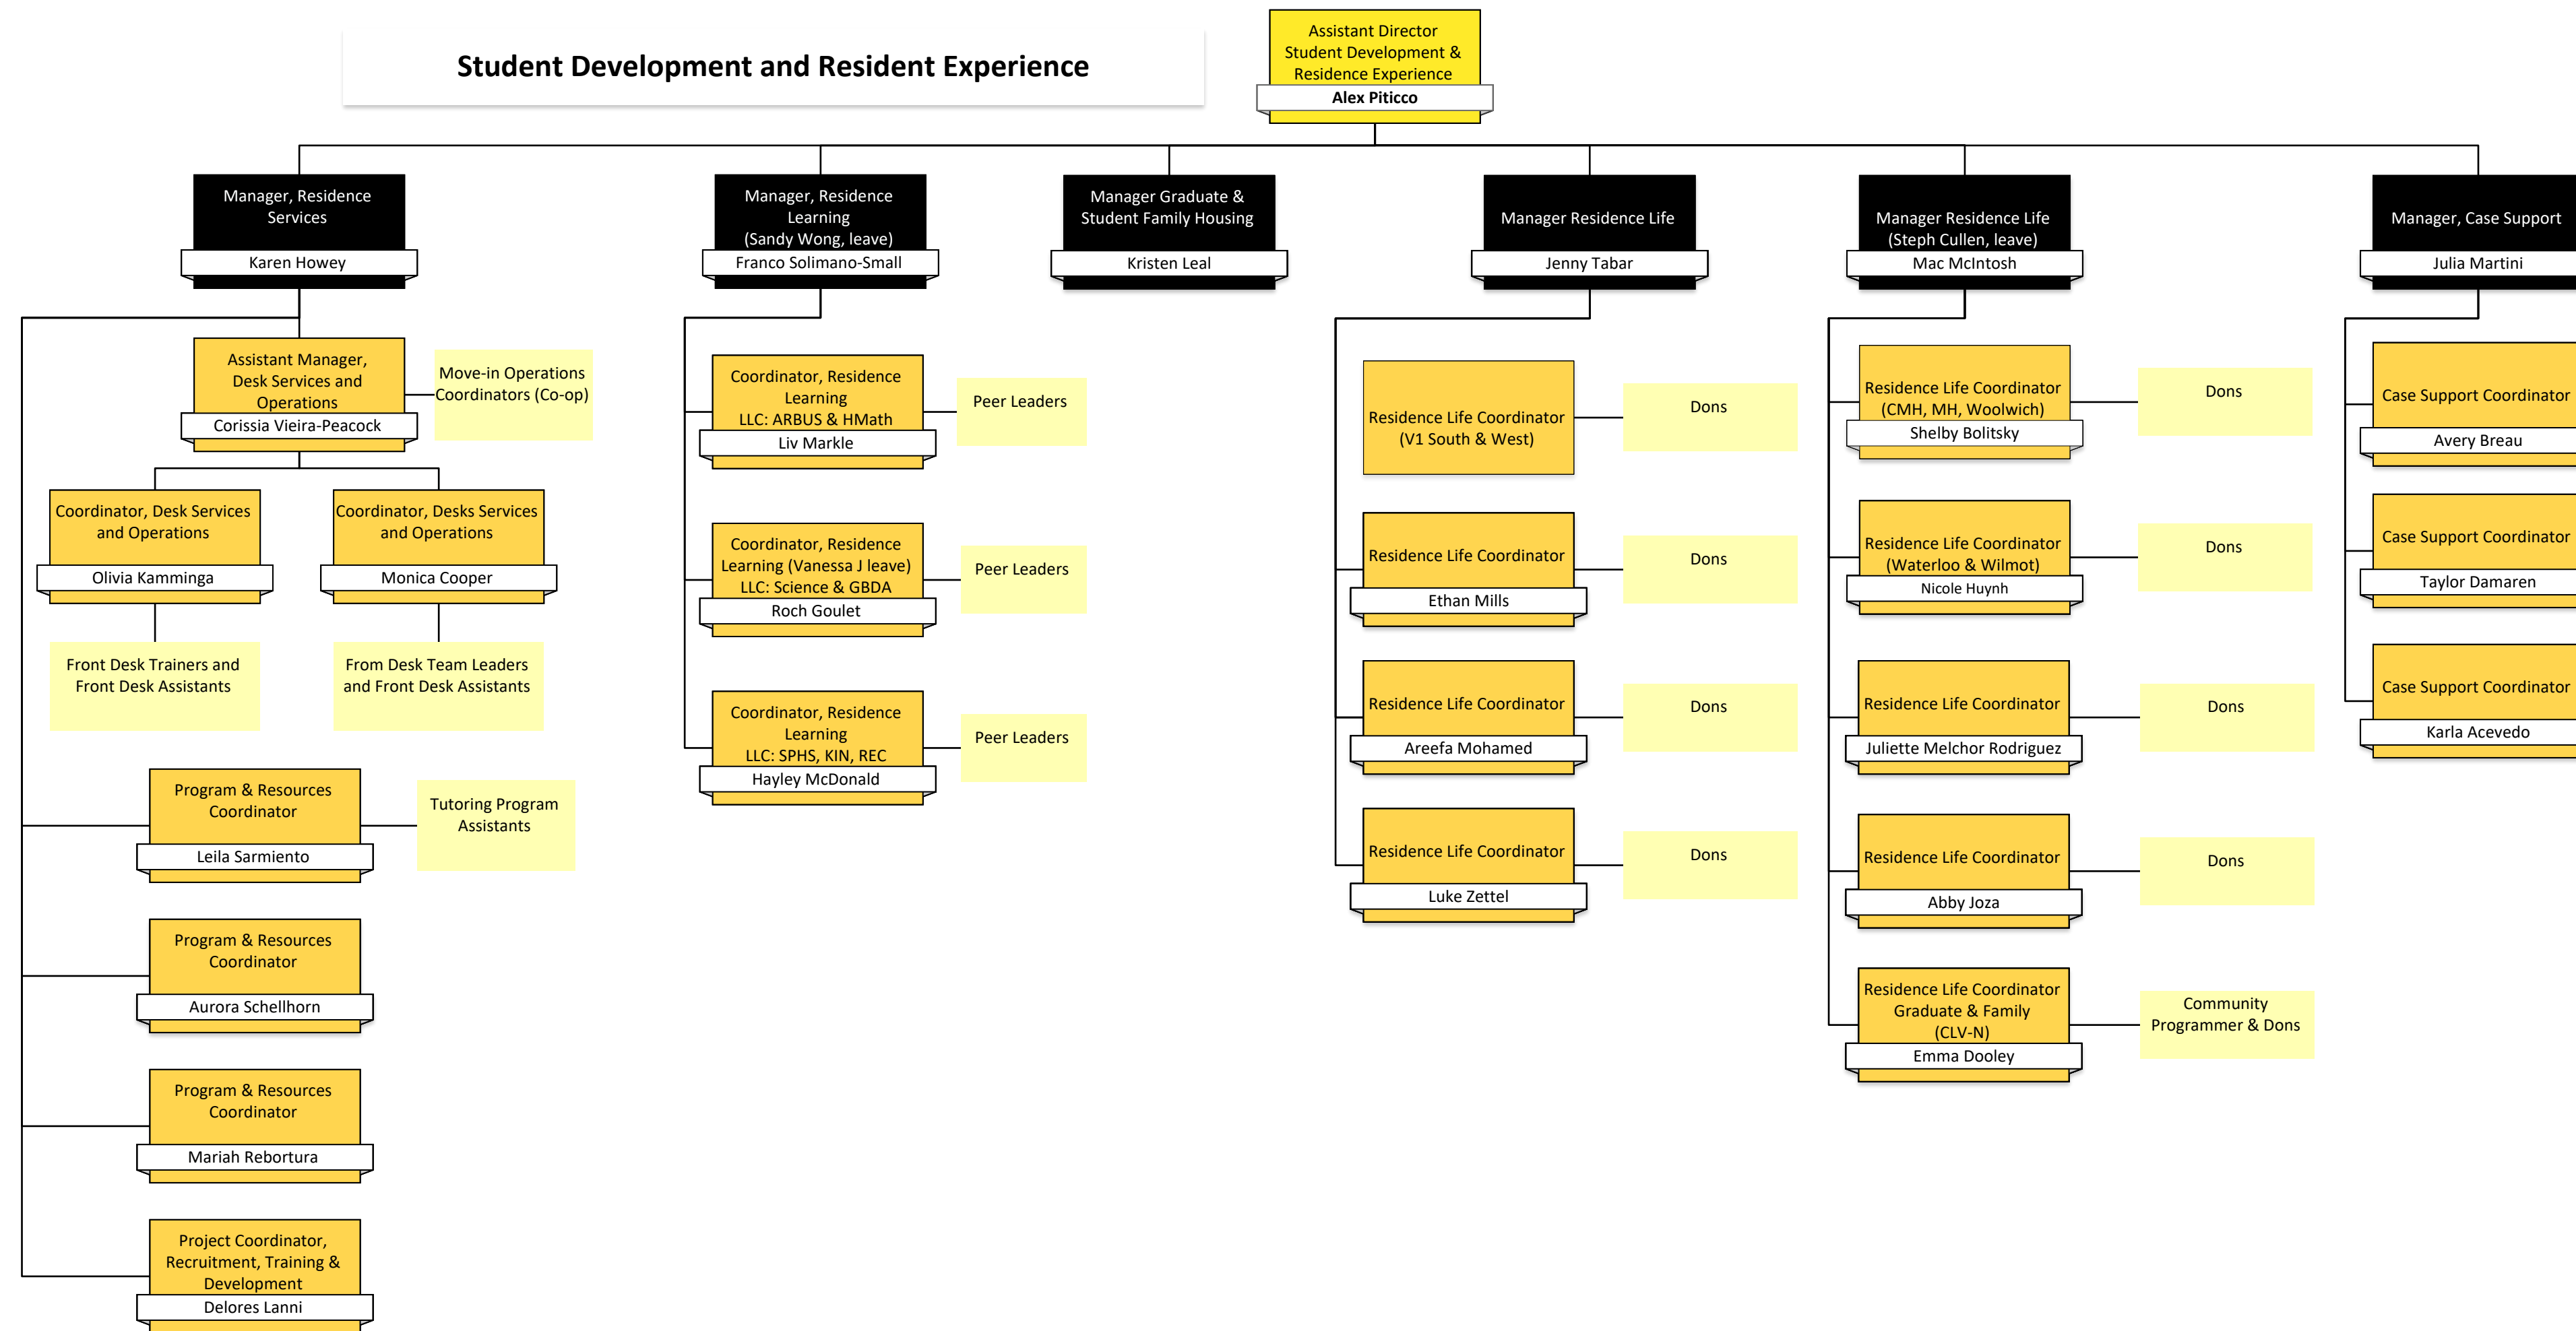 Student Development and Resident Experience
Assistant Director
Student Development &
Residence Experience
Alex Piticco
Manager, Residence
Services
Karen Howey
Manager, Residence
Learning
(Sandy Wong, leave)
Franco Solimano-Small
Manager Graduate &
Student Family Housing
Kristen Leal
Manager Residence Life
Jenny Tabar
Manager Residence Life
(Steph Cullen, leave)
Mac McIntosh
Manager, Case Support
Julia Martini
Assistant Manager,
Desk Services and
Operations
Corissia Vieira-Peacock
Move-in Operations
Coordinators (Co-op)
Coordinator, Desk Services
and Operations
Olivia Kamminga
Coordinator, Desks Services
and Operations
Monica Cooper
Front Desk Trainers and
Front Desk Assistants
From Desk Team Leaders
and Front Desk Assistants
Program & Resources
Coordinator
Leila Sarmiento
Tutoring Program
Assistants
Program & Resources
Coordinator
Aurora Schellhorn
Program & Resources
Coordinator
Mariah Rebortura
Project Coordinator,
Recruitment, Training &
Development
Delores Lanni
Coordinator, Residence
Learning
LLC: ARBUS & HMath
Liv Markle
Peer Leaders
Coordinator, Residence
Learning (Vanessa J leave)
LLC: Science & GBDA
Roch Goulet
Peer Leaders
Coordinator, Residence
Learning
LLC: SPHS, KIN, REC
Hayley McDonald
Peer Leaders
Residence Life Coordinator
(V1 South & West)
Dons
Residence Life Coordinator
Ethan Mills
Dons
Residence Life Coordinator
Areefa Mohamed
Dons
Residence Life Coordinator
Luke Zettel
Dons
Residence Life Coordinator
(CMH, MH, Woolwich)
Shelby Bolitsky
Dons
Residence Life Coordinator
(Waterloo & Wilmot)
Nicole Huynh
Dons
Residence Life Coordinator
Juliette Melchor Rodriguez
Dons
Residence Life Coordinator
Abby Joza
Dons
Residence Life Coordinator
Graduate & Family
(CLV-N)
Emma Dooley
Community
Programmer & Dons
Case Support Coordinator
Avery Breau
Case Support Coordinator
Taylor Damaren
Case Support Coordinator
Karla Acevedo